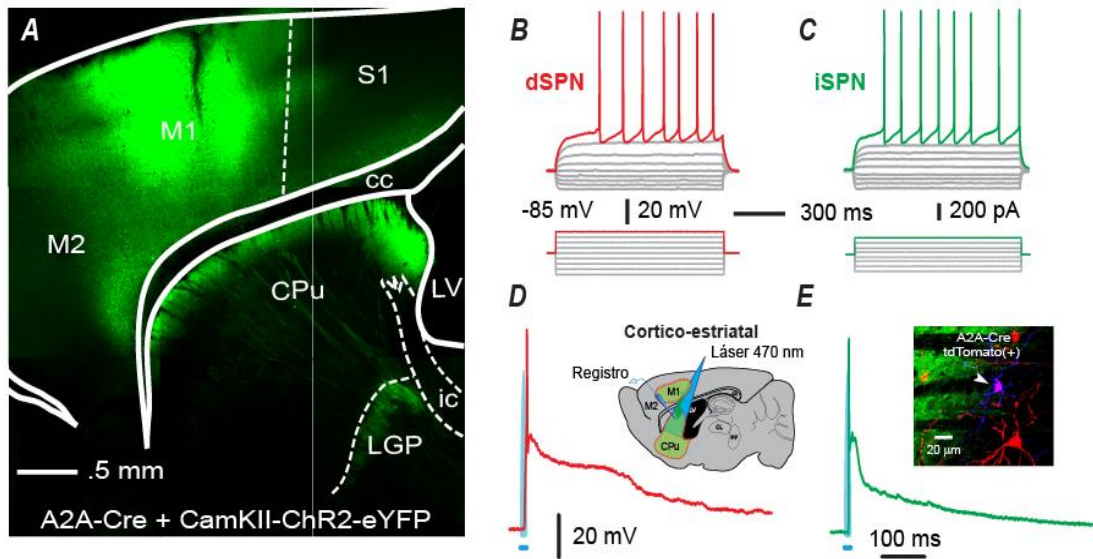 A
S1
M1
cc
M2
CPu
LV
ic
LGP
.5 mm
A2A-Cre + CamKII-ChR2-eYFP
B
dSPN
C
iSPN
-85 mV
20 mV
300 ms
200 pA
D
Cortico-estriatal
Láser 470 nm
Registro
M1
M2
CPu
20 mV
E
A2A-Cre
tdTomato(+)
20 µm
100 ms